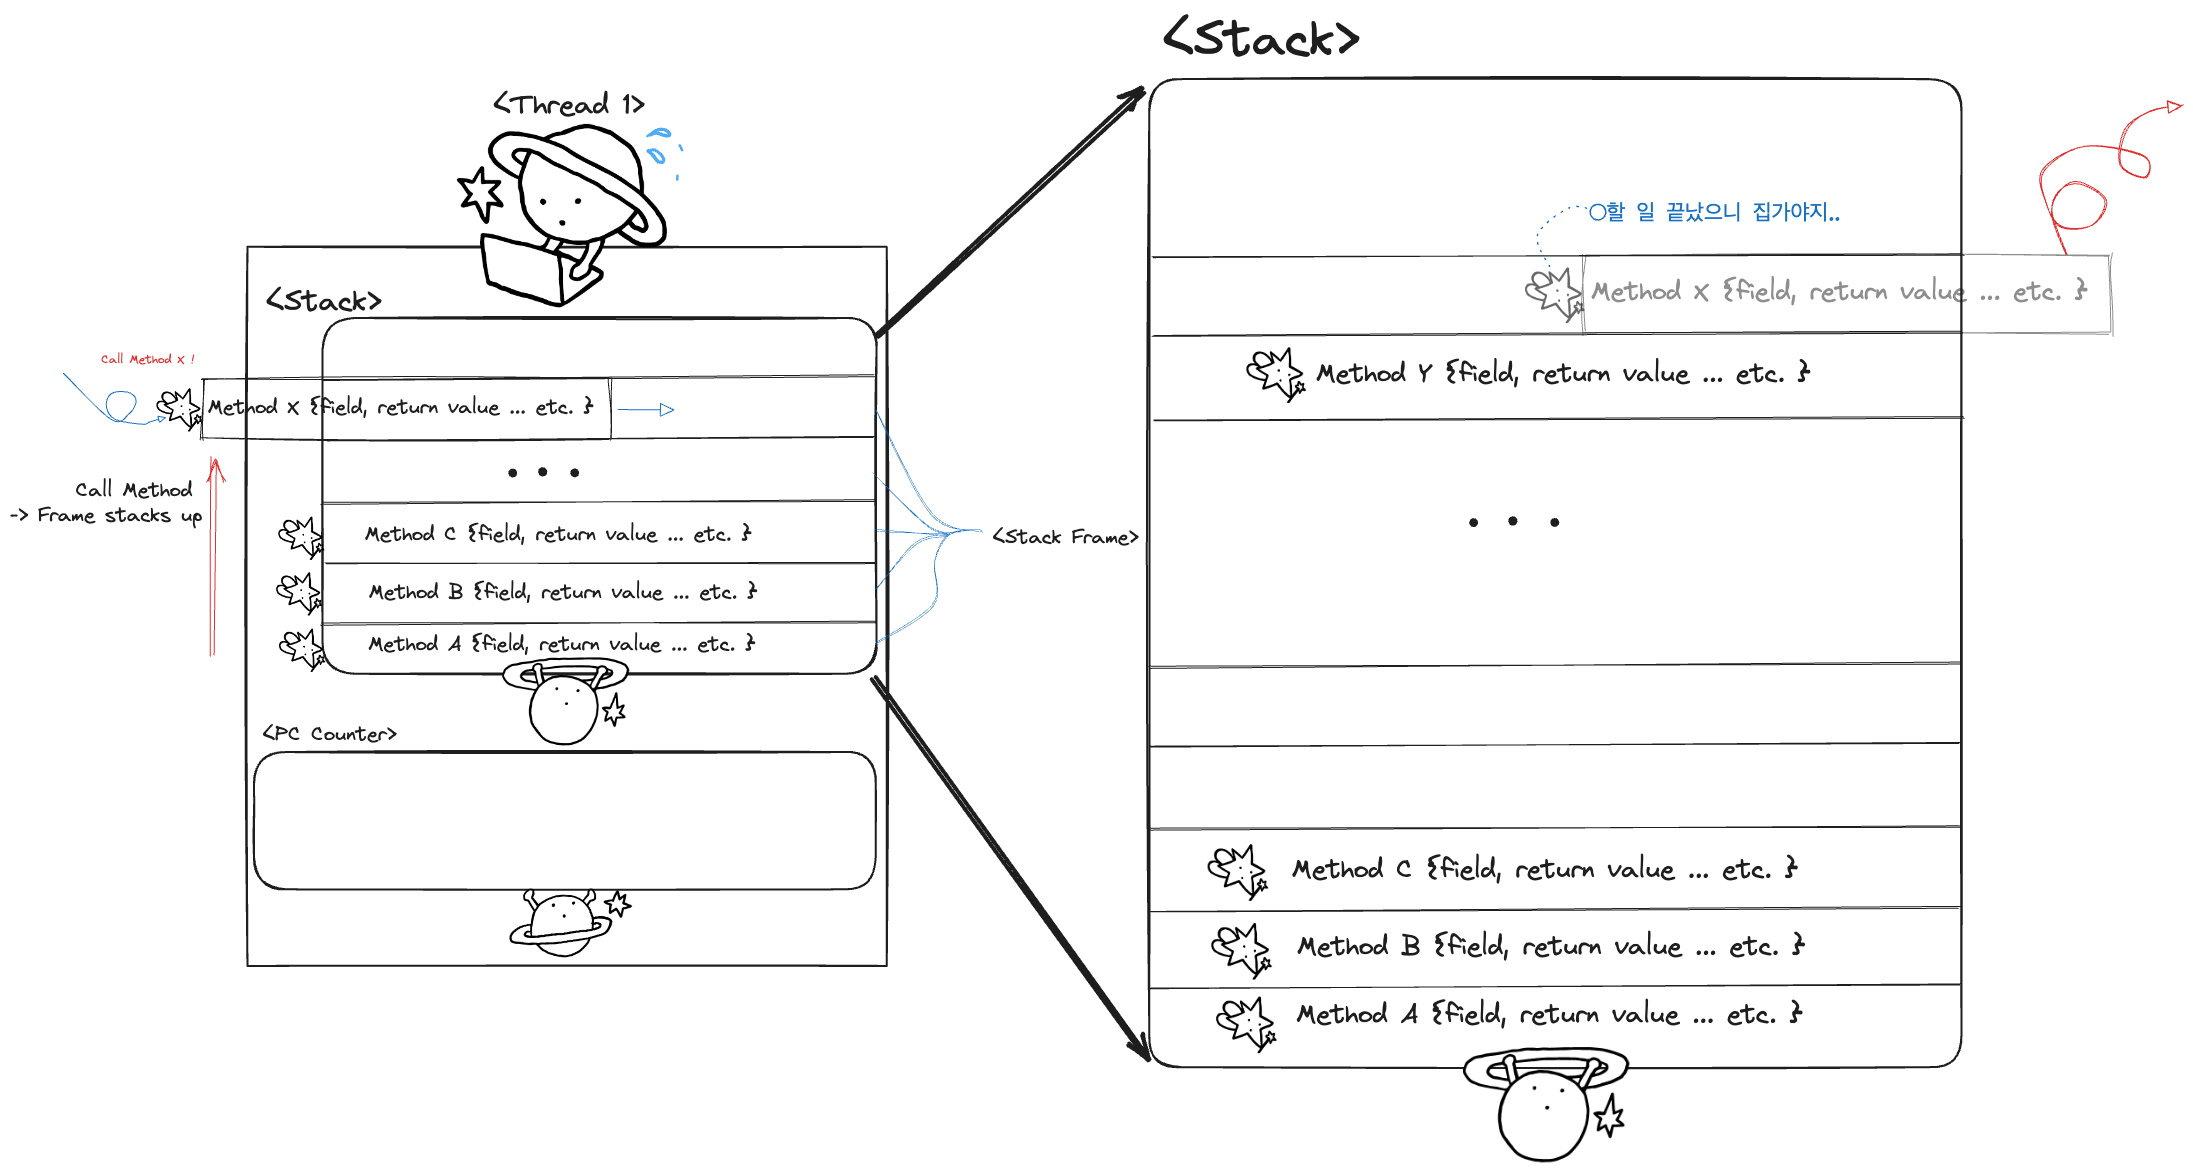 <Thread 1>
<Stack>
Call Method X !
Method X {field, return value ... etc. }
Call Method
-> Frame stacks up
Method C {field, return value ... etc. }
Method B {field, return value ... etc. }
Method A {field, return value ... etc. }
<Stack Frame>
<PC Counter>
<Stack>
할 일 끝났으니 집가야지..
Method X {field, return value ... etc. }
Method Y {field, return value ... etc. }
Method C {field, return value ... etc. }
Method B {field, return value ... etc. }
Method A {field, return value ... etc. }